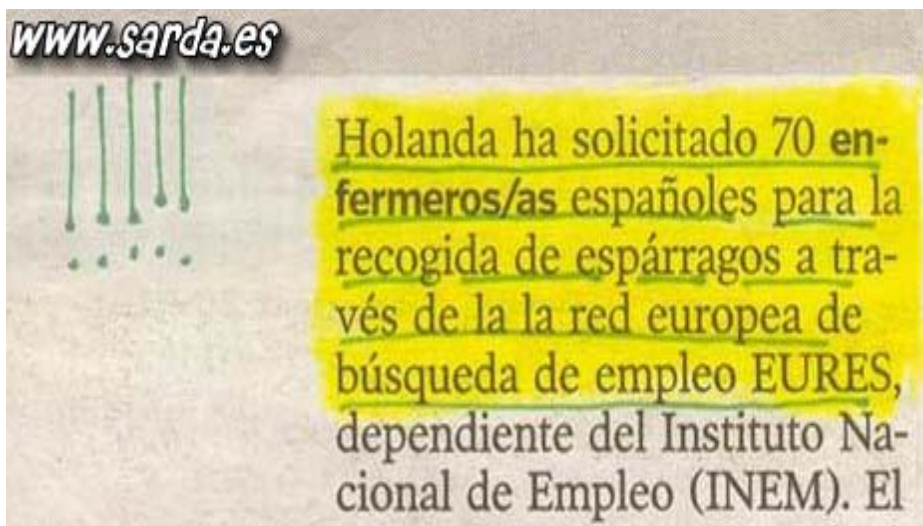 www.sarda.es
Holanda ha solicitado 70 en-
fermeros/as españoles para la
recogida de espárragos a tra-
vés de la la red europea de
búsqueda de empleo EURES,
dependiente del Instituto Na-
cional de Empleo (INEM). El